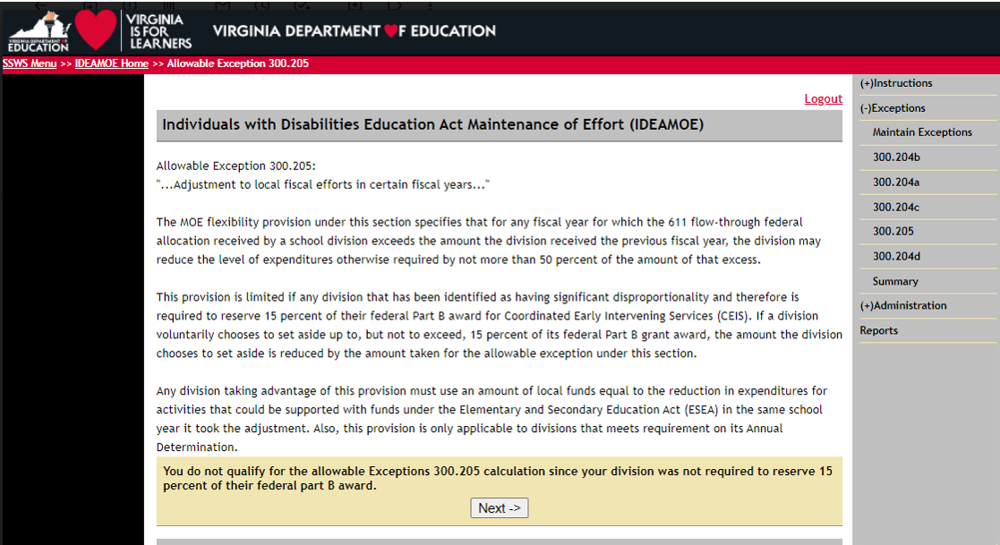 VIRGINIA DEPARTMENT OF
EDUCATION
VIRGINIA
IS FOR
LEARNERS
VIRGINIA DEPARTMENT ♥F EDUCATION
SSWS Menu >> IDEAMOE Home >> Allowable Exception 300.205
Logout
Individuals with Disabilities Education Act Maintenance of Effort (IDEAMOE)
Allowable Exception 300.205:
"...Adjustment to local fiscal efforts in certain fiscal years..."
The MOE flexibility provision under this section specifies that for any fiscal year for which the 611 flow-through federal
allocation received by a school division exceeds the amount the division received the previous fiscal year, the division may
reduce the level of expenditures otherwise required by not more than 50 percent of the amount of that excess.
This provision is limited if any division that has been identified as having significant disproportionality and therefore is
required to reserve 15 percent of their federal Part B award for Coordinated Early Intervening Services (CEIS). If a division
voluntarily chooses to set aside up to, but not to exceed, 15 percent of its federal Part B grant award, the amount the division
chooses to set aside is reduced by the amount taken for the allowable exception under this section.
Any division taking advantage of this provision must use an amount of local funds equal to the reduction in expenditures for
activities that could be supported with funds under the Elementary and Secondary Education Act (ESEA) in the same school
year it took the adjustment. Also, this provision is only applicable to divisions that meets requirement on its Annual
Determination.
You do not qualify for the allowable Exceptions 300.205 calculation since your division was not required to reserve 15
percent of their federal part B award.
Next ->
(+)Instructions
(-)Exceptions
Maintain Exceptions
300.204b
300.204a
300.204c
300.205
300.204d
Summary
(+)Administration
Reports